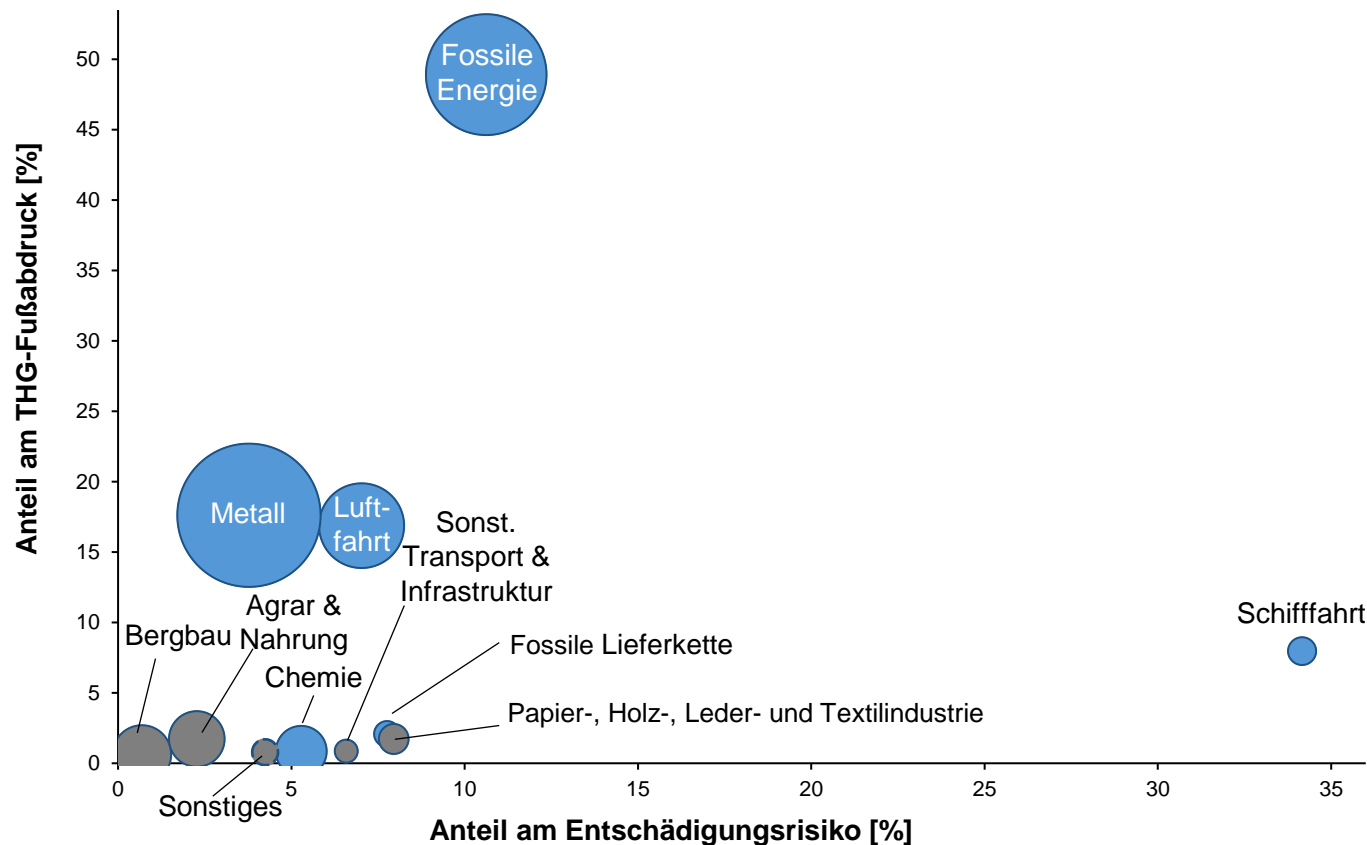 Anteil am THG-Fußabdruck [%]
50
45
40
35
30
25
20
15
10
5
0
Fossile
Energie
Metall
Luft-
fahrt
Sonst.
Transport &
Infrastruktur
Agrar &
Nahrung
Bergbau
Chemie
Fossile Lieferkette
Papier-, Holz-, Leder- und Textilindustrie
Schifffahrt
Sonstiges
0
5
10
15
20
25
30
35
Anteil am Entschädigungsrisiko [%]